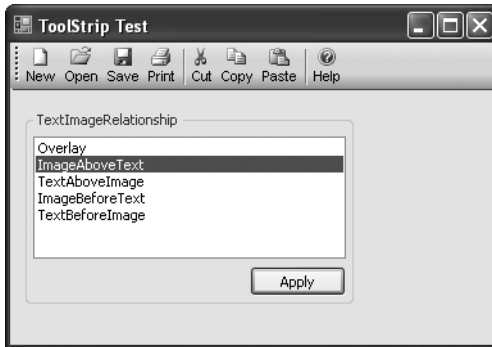 ToolStrip Test
New Open Save Print Cut Copy Paste Help
TextImageRelationship
Overlay
ImageAboveText
TextAboveImage
ImageBeforeText
TextBeforeImage
Apply